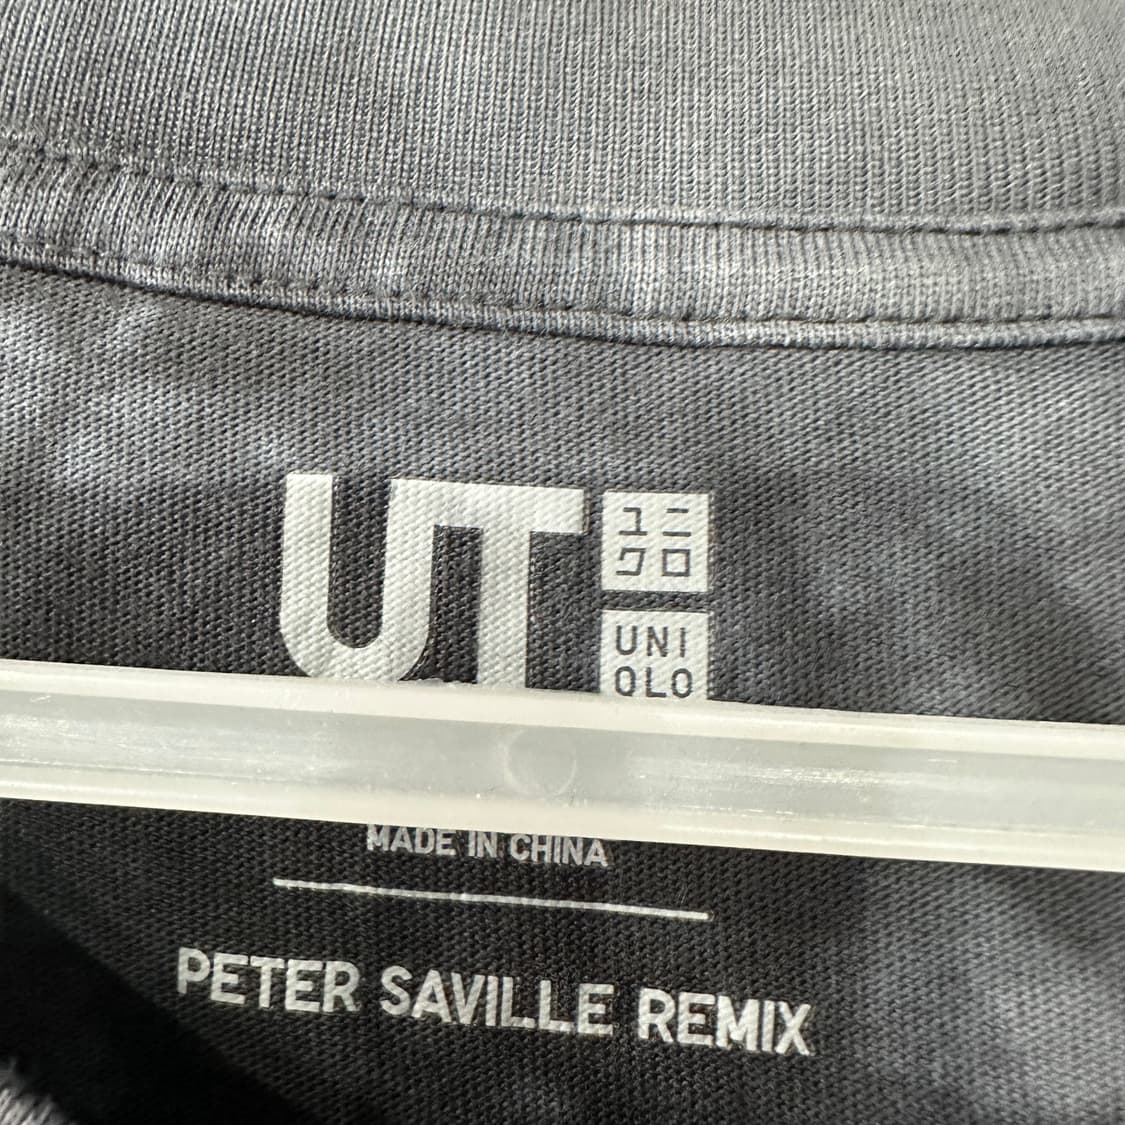 UT
ユニ
クロ
UNI
QLO
MADE IN CHINA
PETER SAVILLE REMIX